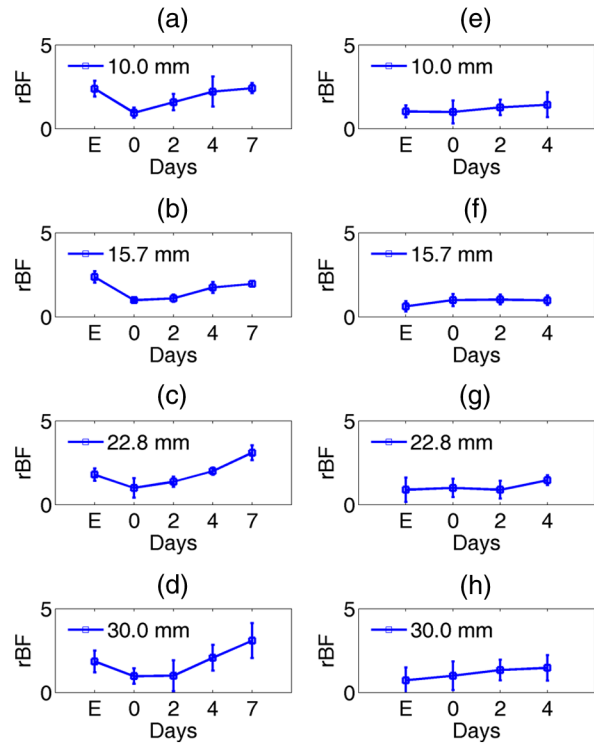 (a)
5
10.0 mm
rBF
0
E 0 2 4 7
Days
(e)
5
10.0 mm
rBF
0
E 0 2 4
Days
(b)
5
15.7 mm
rBF
0
E 0 2 4 7
Days
(f)
5
15.7 mm
rBF
0
E 0 2 4
Days
(c)
5
22.8 mm
rBF
0
E 0 2 4 7
Days
(g)
5
22.8 mm
rBF
0
E 0 2 4
Days
(d)
5
30.0 mm
rBF
0
E 0 2 4 7
Days
(h)
5
30.0 mm
rBF
0
E 0 2 4
Days